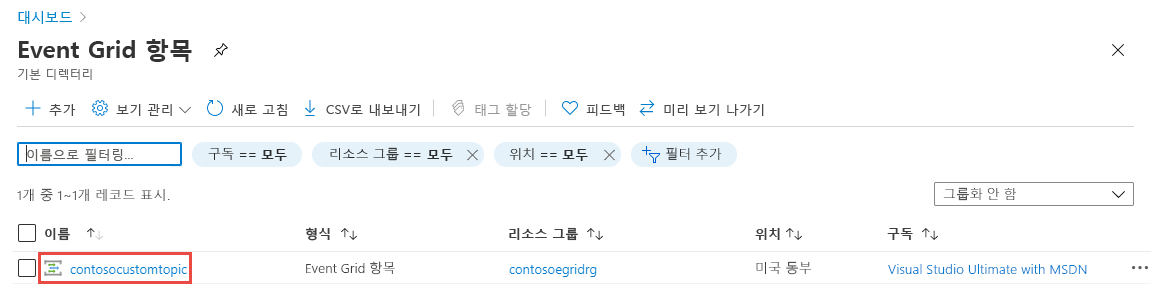 대시보드 >
Event Grid 항목
기본 디렉터리
추가 보기 관리 새로 고침 CSV로 내보내기 태그 할당 피드백 미리 보기 나가기
이름으로 필터링... 구독 == 모두 리소스 그룹 == 모두 위치 == 모두 필터 추가
1개 중 1~1개 레코드 표시. 그룹화 안 함
이름 ↑↓ 형식 ↑↓ 리소스 그룹 ↑↓ 위치 ↑↓ 구독 ↑↓
contosocustomtopic Event Grid 항목 contosoegridrg 미국 동부 Visual Studio Ultimate with MSDN ...